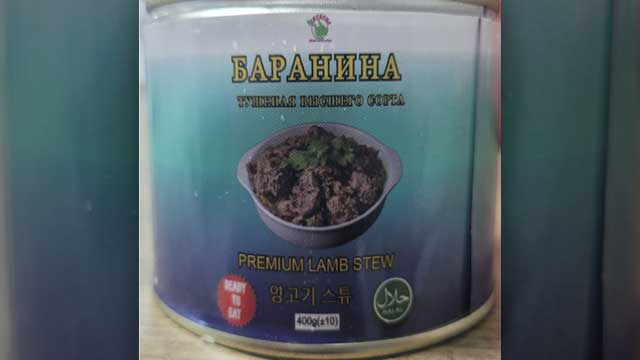 БАРАНИНА
ТУШЕНАЯ ВЫСШЕГО СОРТА
PREMIUM LAMB STEW
양고기 스튜
READY
TO
EAT
400g(±10)
حلال
HALAL